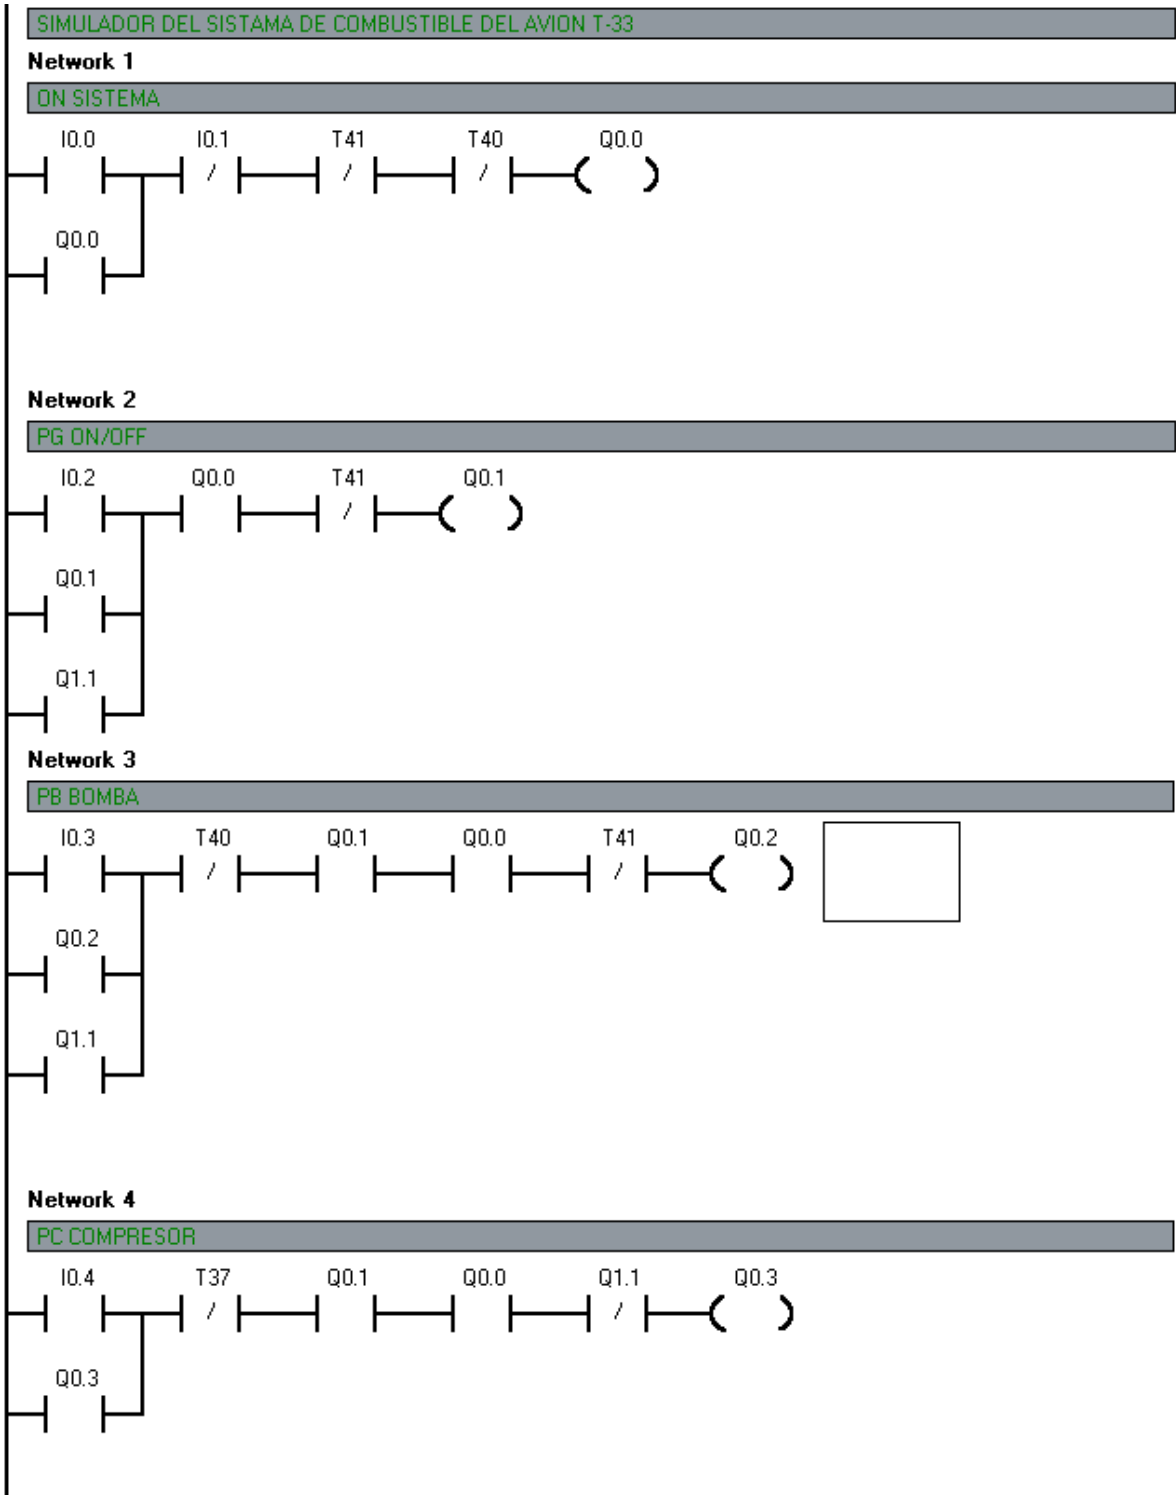 SIMULADOR DEL SISTAMA DE COMBUSTIBLE DEL AVION T-33
Network 1
ON SISTEMA
I0.0 I0.1 T41 T40 Q0.0
/ / /
Q0.0
Network 2
PG ON/OFF
I0.2 Q0.0 T41 Q0.1
/
Q0.1
Q1.1
Network 3
PB BOMBA
I0.3 T40 Q0.1 Q0.0 T41 Q0.2
/ /
Q0.2
Q1.1
Network 4
PC COMPRESOR
I0.4 T37 Q0.1 Q0.0 Q1.1 Q0.3
/ /
Q0.3